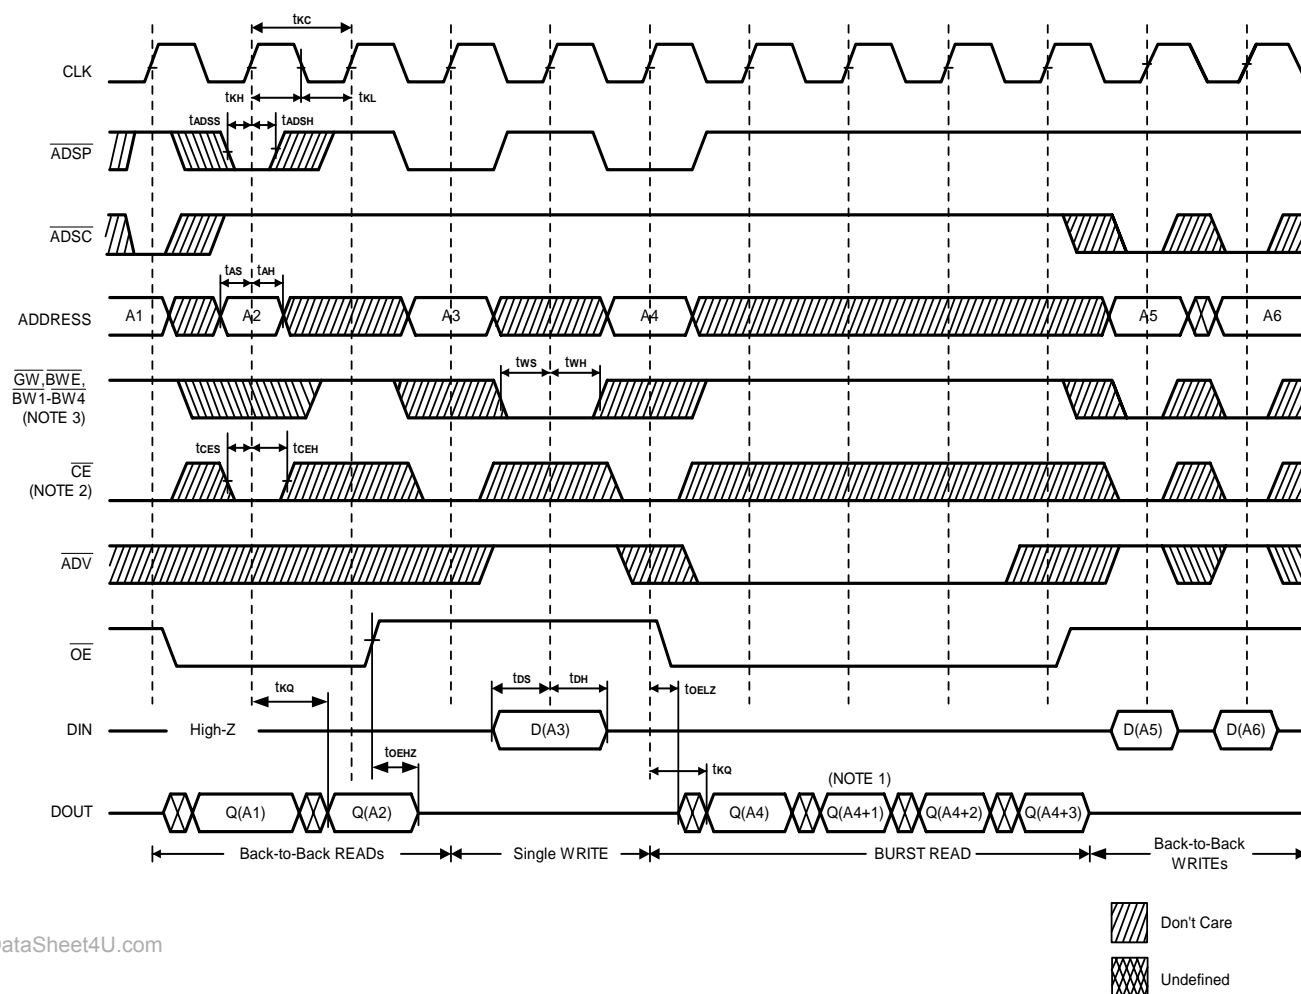 tKC
CLK
tKH
tKL
tADSS
tADSH
ADSP
ADSC
tAS
tAH
ADDRESS
A1
A2
A3
A4
A5
A6
GW,BWE,
BW1-BW4
(NOTE 3)
tWS
tWH
tCES
tCEH
CE
(NOTE 2)
ADV
OE
tKQ
tDS
tDH
tOELZ
DIN
High-Z
D(A3)
D(A5)
D(A6)
tOEHZ
tKQ
(NOTE 1)
DOUT
Q(A1)
Q(A2)
Q(A4)
Q(A4+1)
Q(A4+2)
Q(A4+3)
Back-to-Back READs
Single WRITE
BURST READ
Back-to-Back
WRITEs
Don't Care
DataSheet4U.com
Undefined